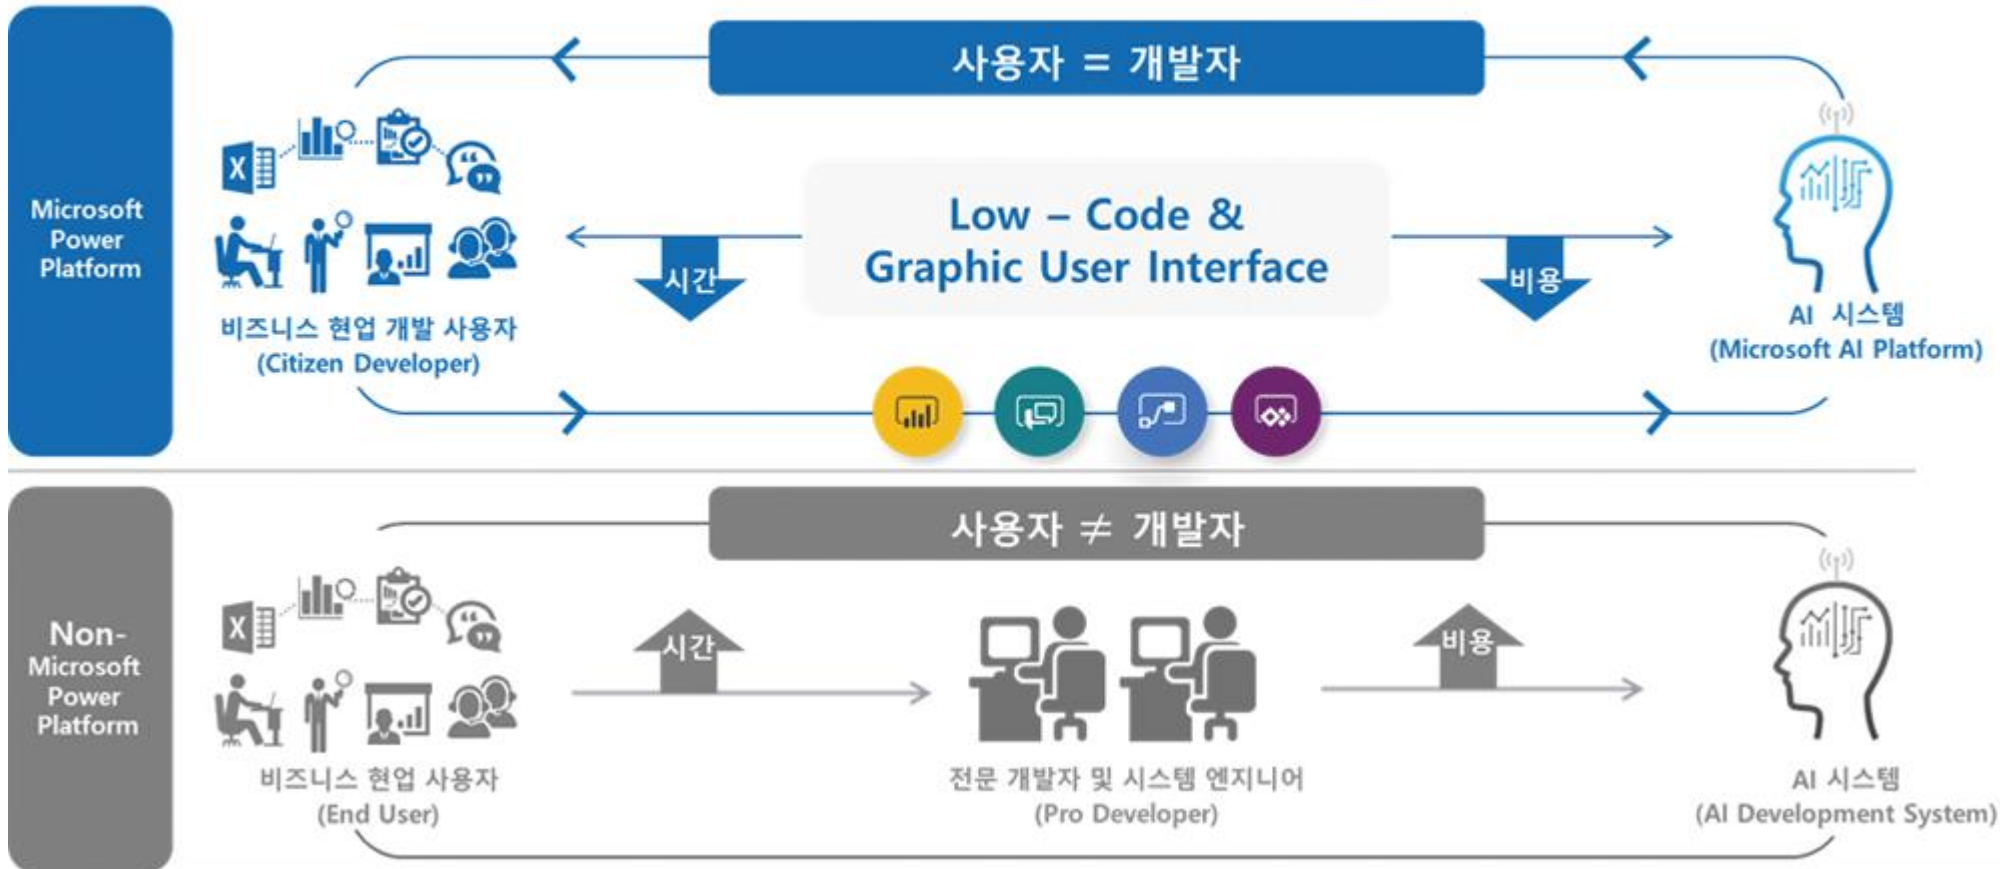 사용자 = 개발자
Microsoft
Power
Platform
X
Low – Code &
Graphic User Interface
시간
비용
비즈니스 현업 개발 사용자
(Citizen Developer)
AI 시스템
(Microsoft AI Platform)
사용자 ≠ 개발자
Non-
Microsoft
Power
Platform
X
시간
비용
비즈니스 현업 사용자
(End User)
전문 개발자 및 시스템 엔지니어
(Pro Developer)
AI 시스템
(AI Development System)